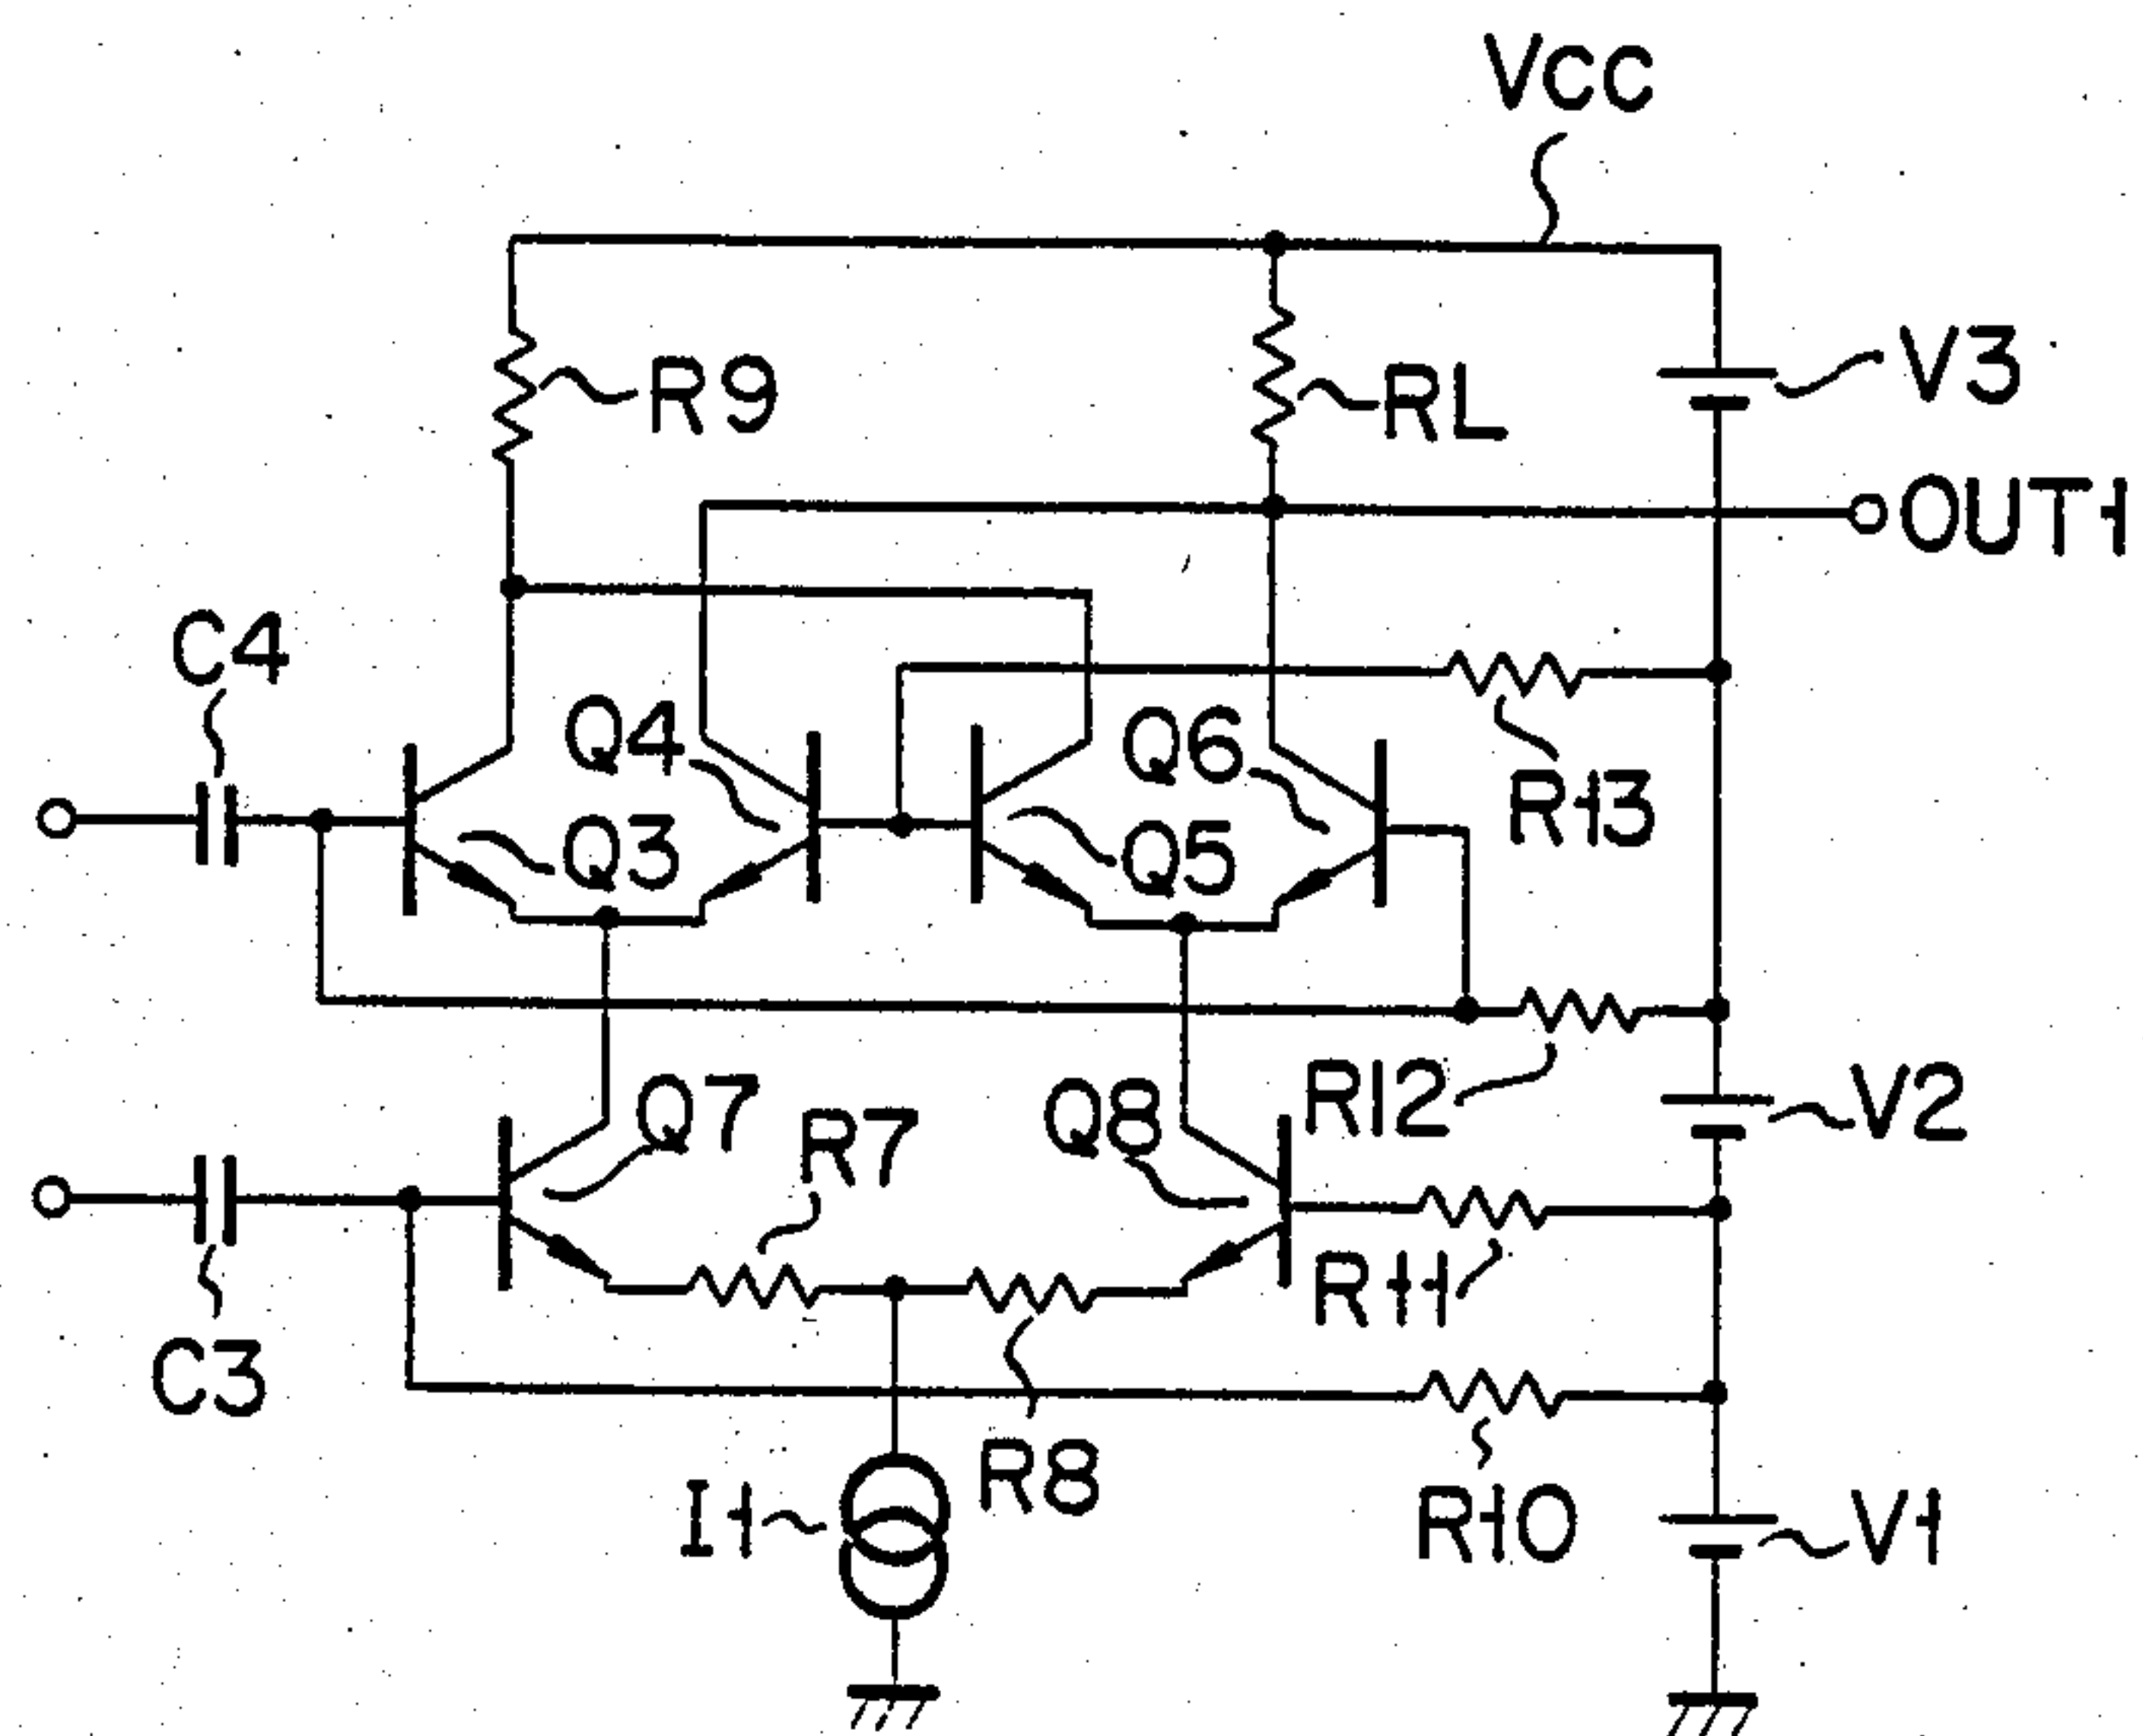 VCC
R9
RL
V3
OUT1
C4
Q4
Q6
R13
Q3
Q5
Q7
R7
Q8
R12
V2
R11
C3
R8
I1
R10
V1